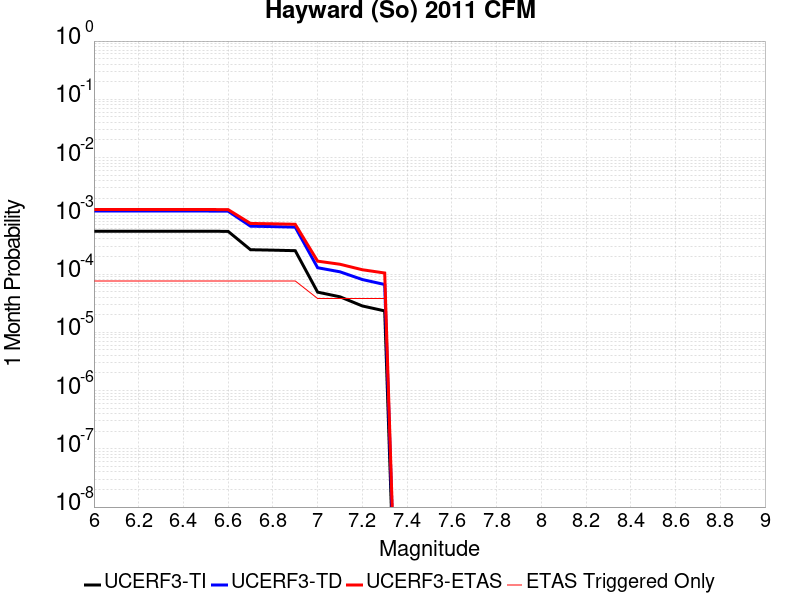 Hayward (So) 2011 CFM
10^0
10^-1
10^-2
10^-3
10^-4
10^-5
10^-6
10^-7
10^-8
1 Month Probability
6 6.2 6.4 6.6 6.8 7 7.2 7.4 7.6 7.8 8 8.2 8.4 8.6 8.8 9
Magnitude
UCERF3-TI UCERF3-TD UCERF3-ETAS ETAS Triggered Only